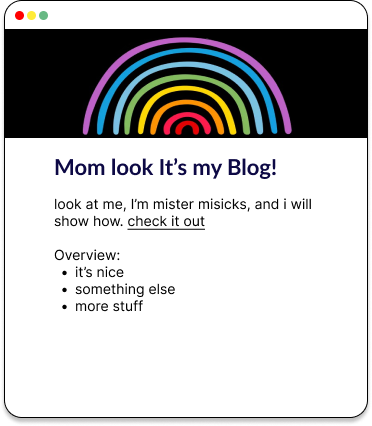 Mom look It's my Blog!
look at me, I'm mister misicks, and i will
show how. check it out
Overview:
• it's nice
• something else
• more stuff